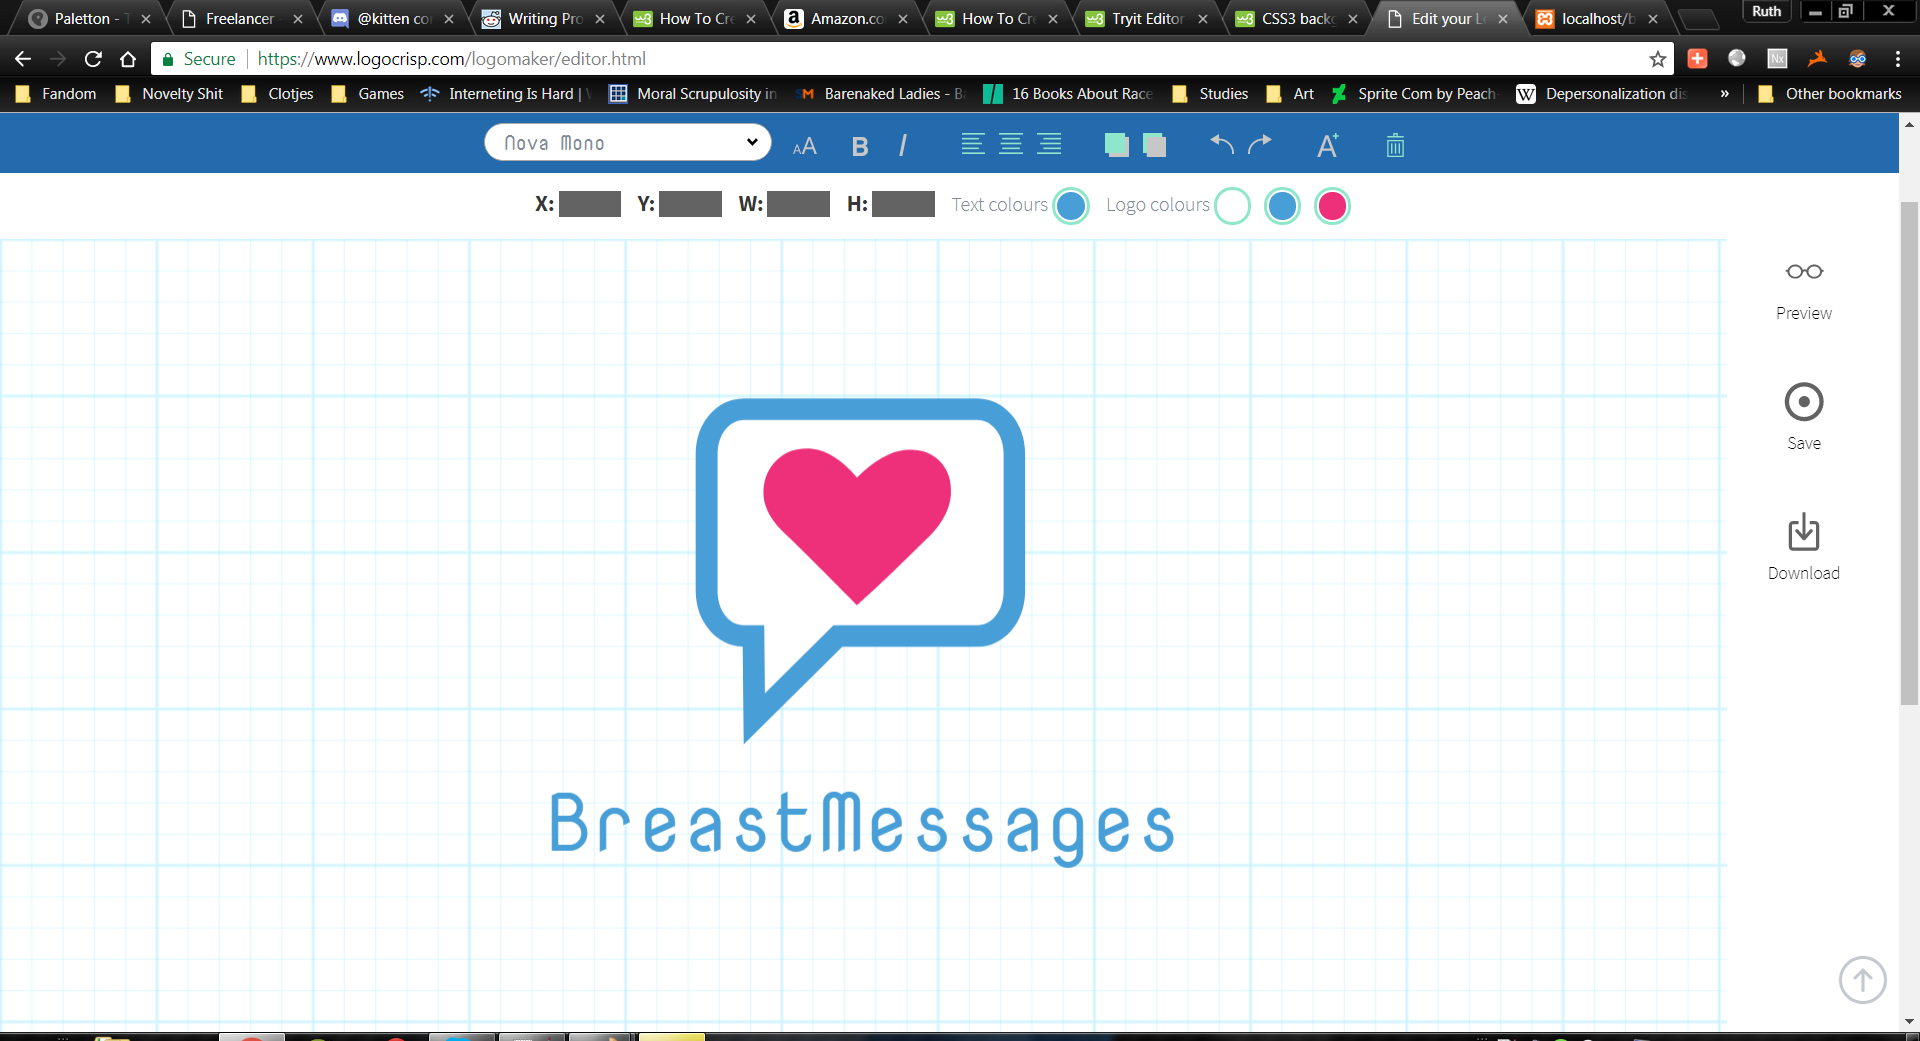 Paletton - T
Freelancer
@kitten co
Writing Pro
How To Cre
Amazon.co
How To Cre
Tryit Editor
CSS3 backg
Edit your L
localhost/b
Ruth
Secure
https://www.logocrisp.com/logomaker/editor.html
Nx
Fandom
Novelty Shit
Clotjes
Games
Interneting Is Hard |
Moral Scrupulosity in
Barenaked Ladies - B
16 Books About Race
Studies
Art
Sprite Com by Peach-
W
Depersonalization dis
»
Other bookmarks
Nova Mono
AA
B
I
A+
X:
Y:
W:
H:
Text colours
Logo colours
Preview
Save
Download
BreastMessages